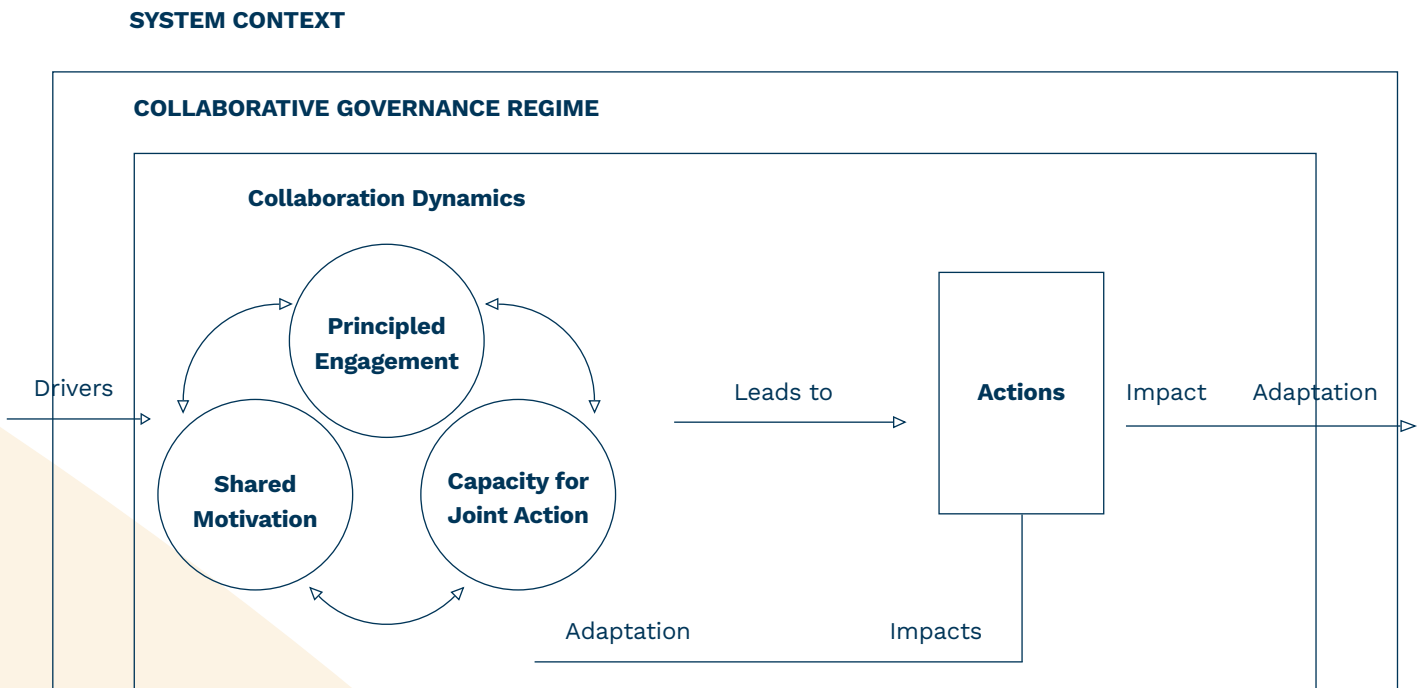 SYSTEM CONTEXT
COLLABORATIVE GOVERNANCE REGIME
Collaboration Dynamics
Principled
Engagement
Drivers
Shared
Motivation
Capacity for
Joint Action
Leads to
Actions
Impact
Adaptation
Adaptation
Impacts